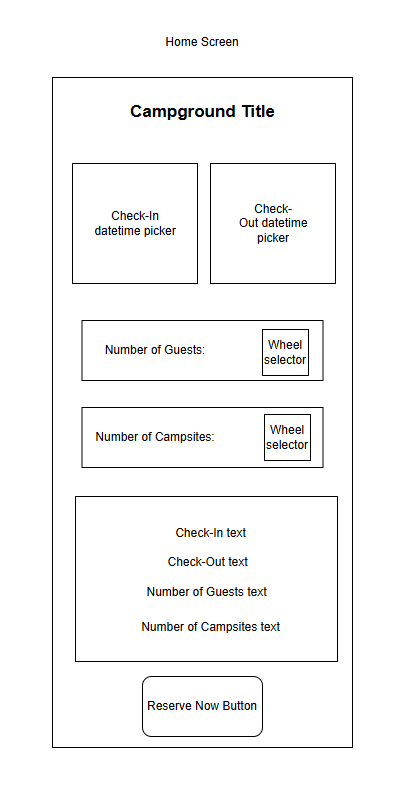 Home Screen
Campground Title
Check-In
datetime picker
Check-
Out datetime
picker
Number of Guests:
Wheel
selector
Number of Campsites:
Wheel
selector
Check-In text
Check-Out text
Number of Guests text
Number of Campsites text
Reserve Now Button